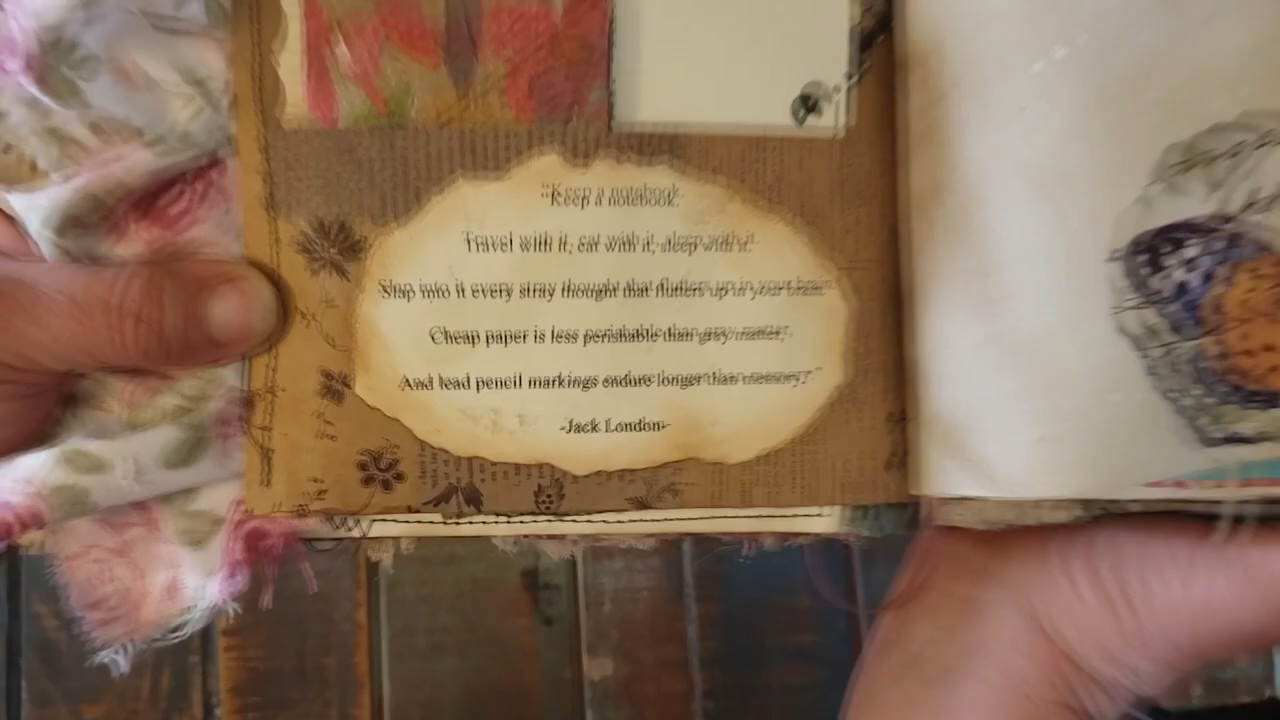 "Keep a notebook.
Travel with it, eat with it, sleep with it.
Slap into it every stray thought that flutters up in your brain.
Cheap paper is less perishable than gray matter,
And lead pencil markings endure longer than memory."
-Jack London-